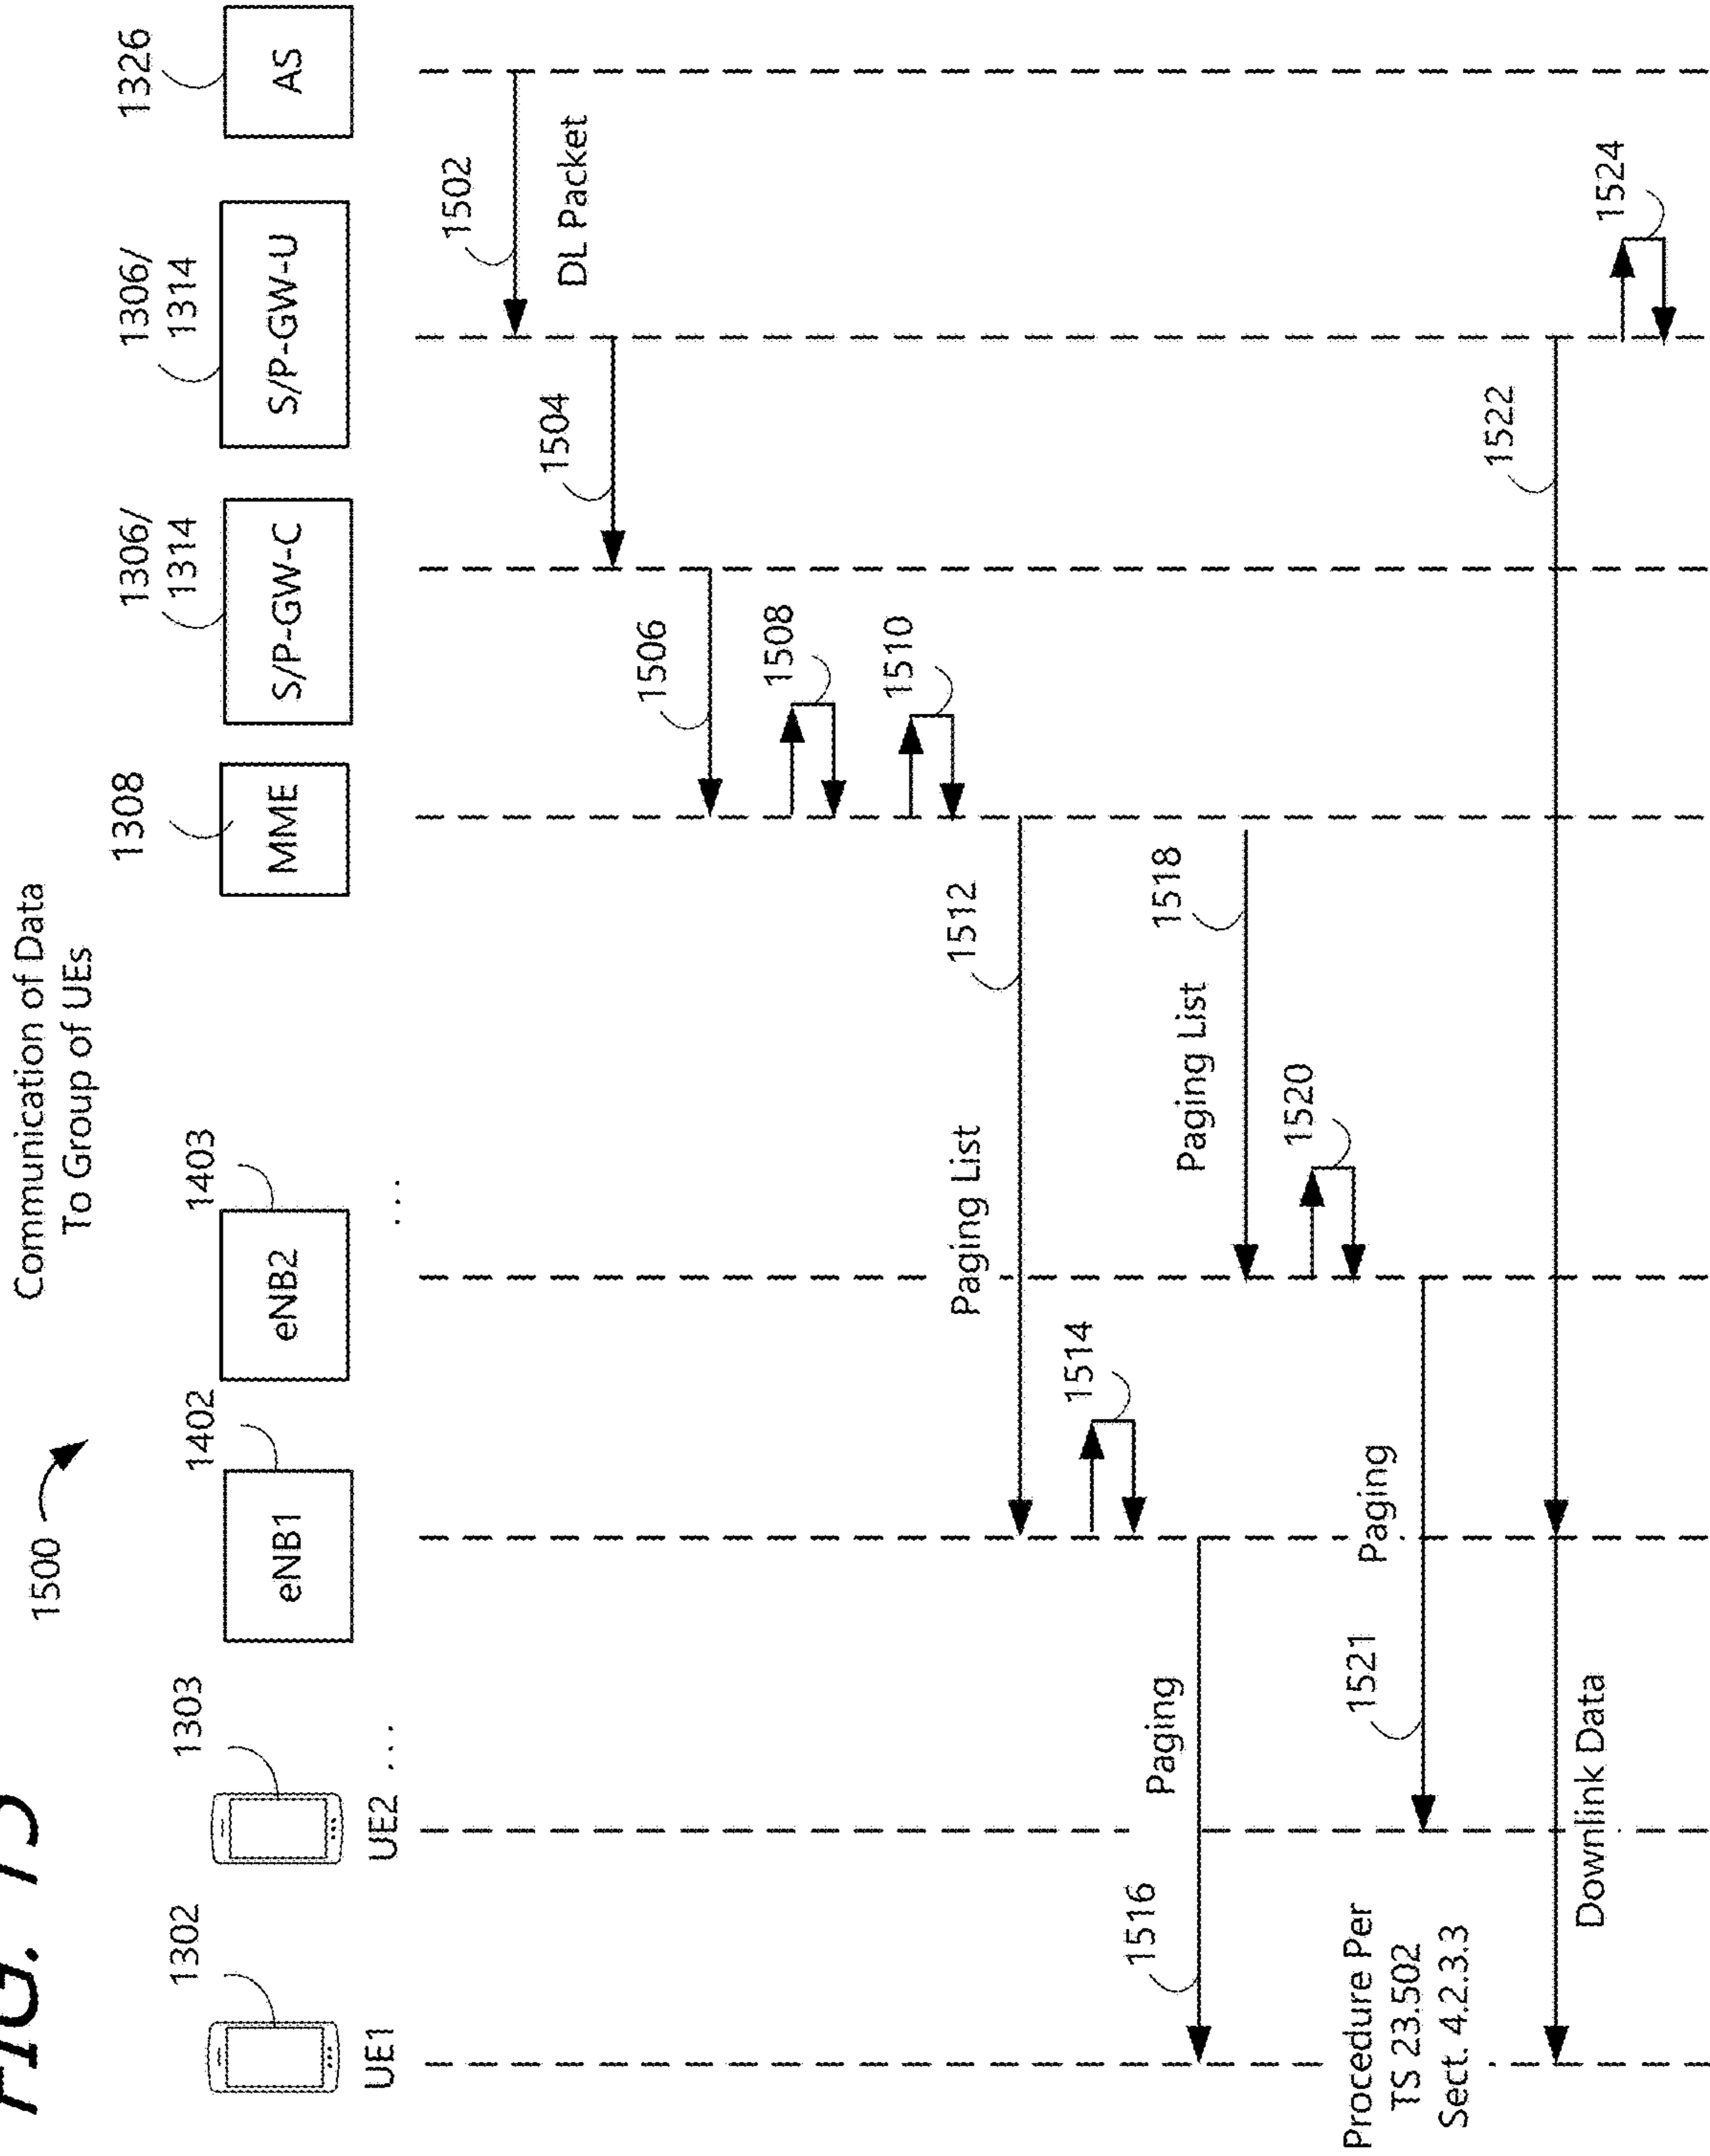 FIG. 15
Communication of Data
To Group of UEs
1500
1302
1303
1402
1403
1308
1306/
1314
1306/
1314
1326
UE1
UE2 ...
eNB1
eNB2
...
MME
S/P-GW-C
S/P-GW-U
AS
1502
DL Packet
1504
1506
1508
1510
1512
Paging List
1514
1516
Paging
1518
Paging List
1520
1521
Paging
Procedure Per
TS 23.502
Sect. 4.2.3.3
1522
Downlink Data
1524